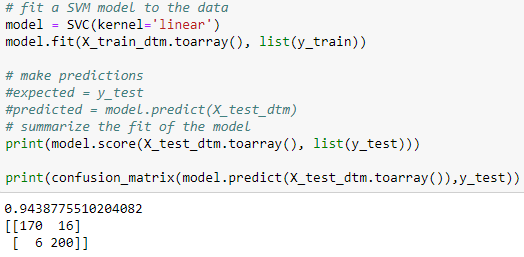 # fit a SVM model to the data
model = SVC(kernel='linear')
model.fit(X_train_dtm.toarray(), list(y_train))

# make predictions
#expected = y_test
#predicted = model.predict(X_test_dtm)
# summarize the fit of the model
print(model.score(X_test_dtm.toarray(), list(y_test)))

print(confusion_matrix(model.predict(X_test_dtm.toarray()),y_test))
0.9438775510204082
[[170  16]
 [  6 200]]